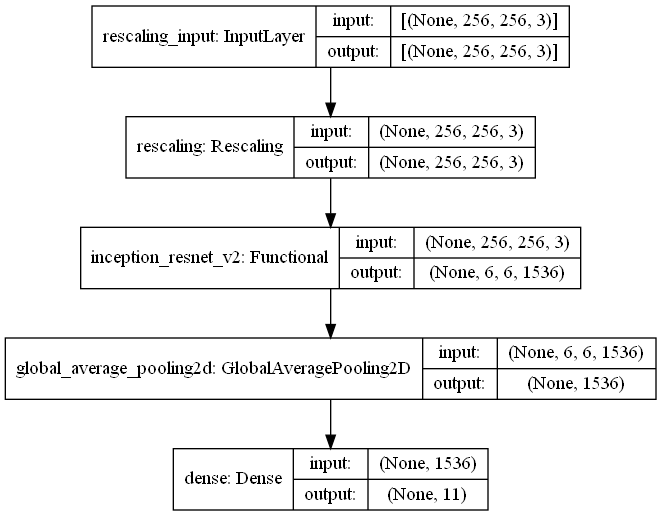 rescaling_input: InputLayer
input: [(None, 256, 256, 3)]
output: [(None, 256, 256, 3)]
rescaling: Rescaling
input: (None, 256, 256, 3)
output: (None, 256, 256, 3)
inception_resnet_v2: Functional
input: (None, 256, 256, 3)
output: (None, 6, 6, 1536)
global_average_pooling2d: GlobalAveragePooling2D
input: (None, 6, 6, 1536)
output: (None, 1536)
dense: Dense
input: (None, 1536)
output: (None, 11)